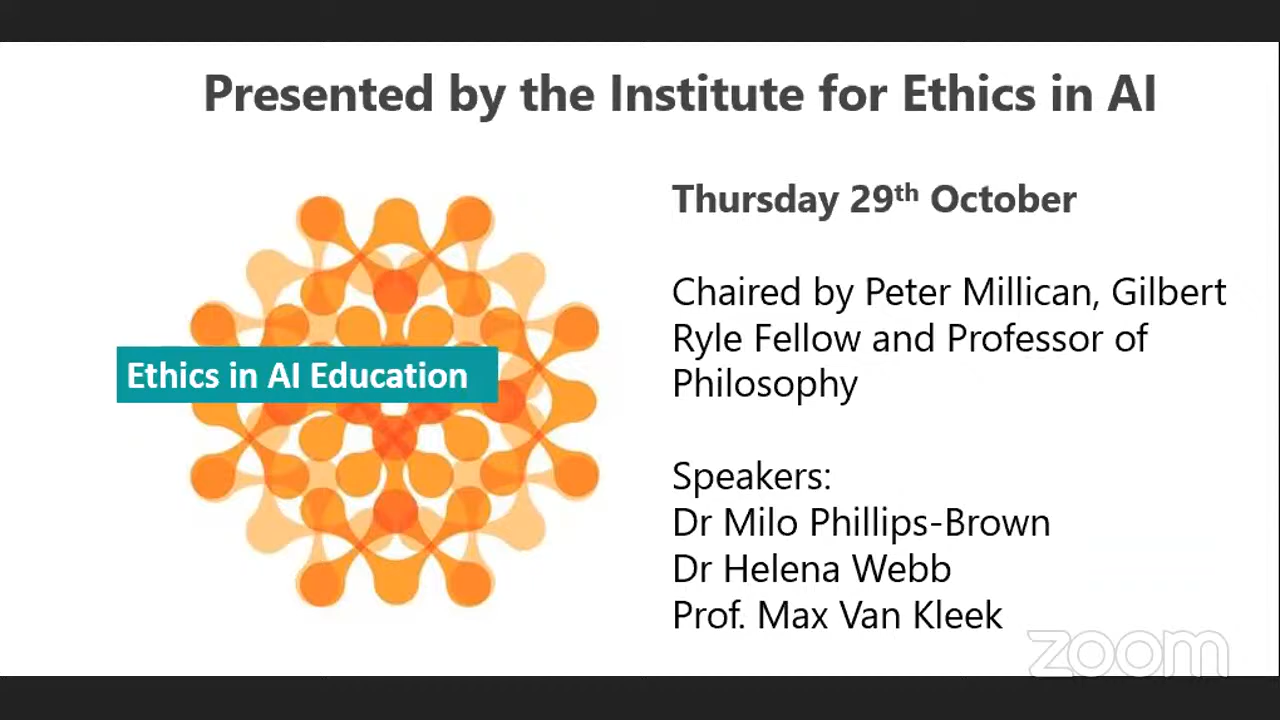 Presented by the Institute for Ethics in AI
Thursday 29th October
Chaired by Peter Millican, Gilbert
Ryle Fellow and Professor of
Philosophy
Ethics in AI Education
Speakers:
Dr Milo Phillips-Brown
Dr Helena Webb
Prof. Max Van Kleek
zoom